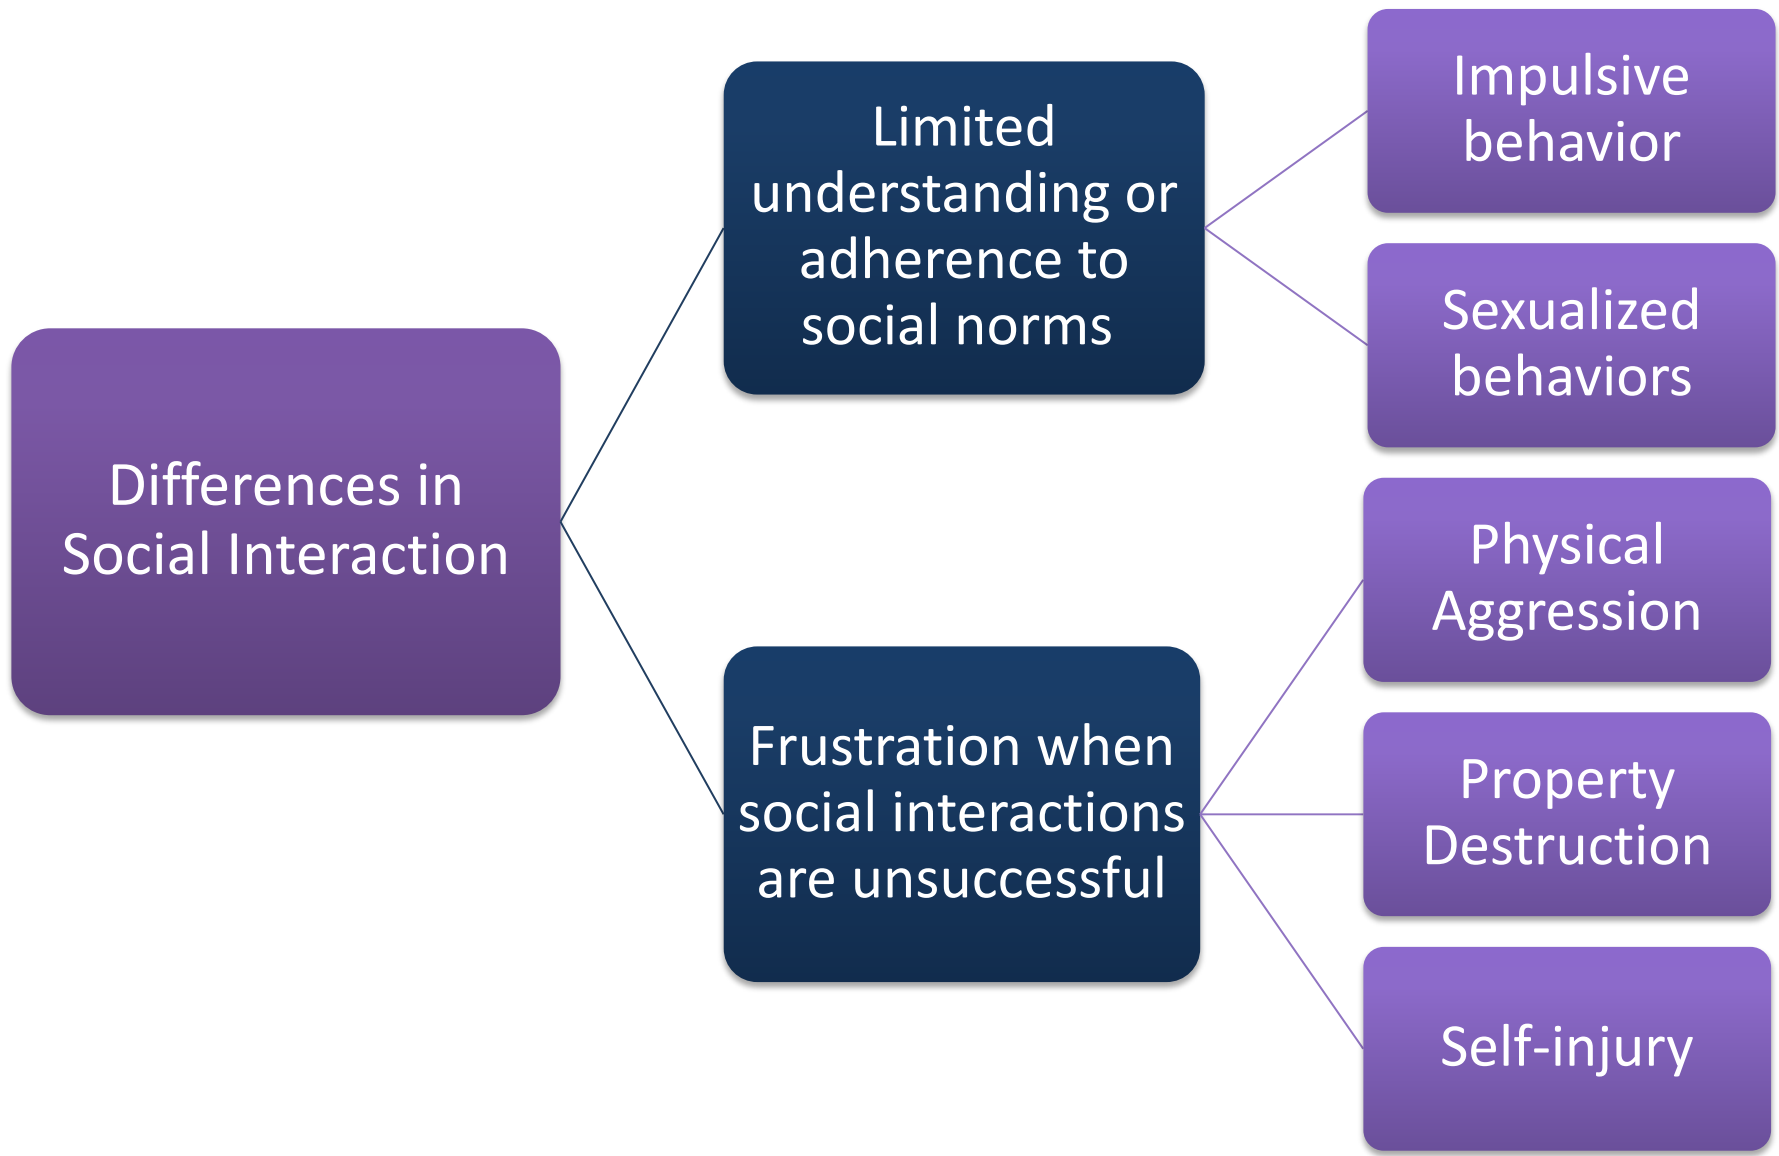 Differences in
Social Interaction
Limited
understanding or
adherence to
social norms
Impulsive
behavior
Sexualized
behaviors
Frustration when
social interactions
are unsuccessful
Physical
Aggression
Property
Destruction
Self-injury